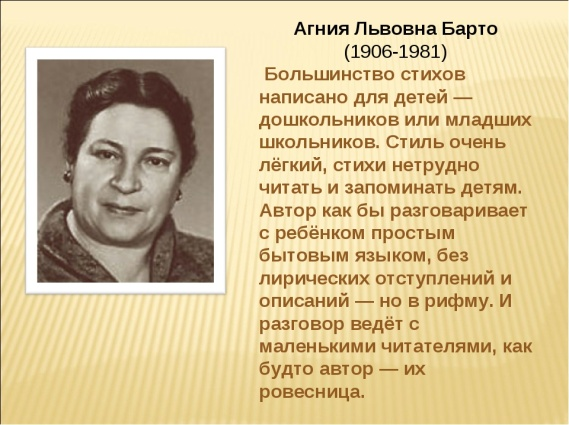 Агния Львовна Барто
(1906-1981)
Большинство стихов
написано для детей —
дошкольников или младших
школьников. Стиль очень
лёгкий, стихи нетрудно
читать и запоминать детям.
Автор как бы разговаривает
с ребёнком простым
бытовым языком, без
лирических отступлений и
описаний — но в рифму. И
разговор ведёт с
маленькими читателями, как
будто автор — их
ровесница.